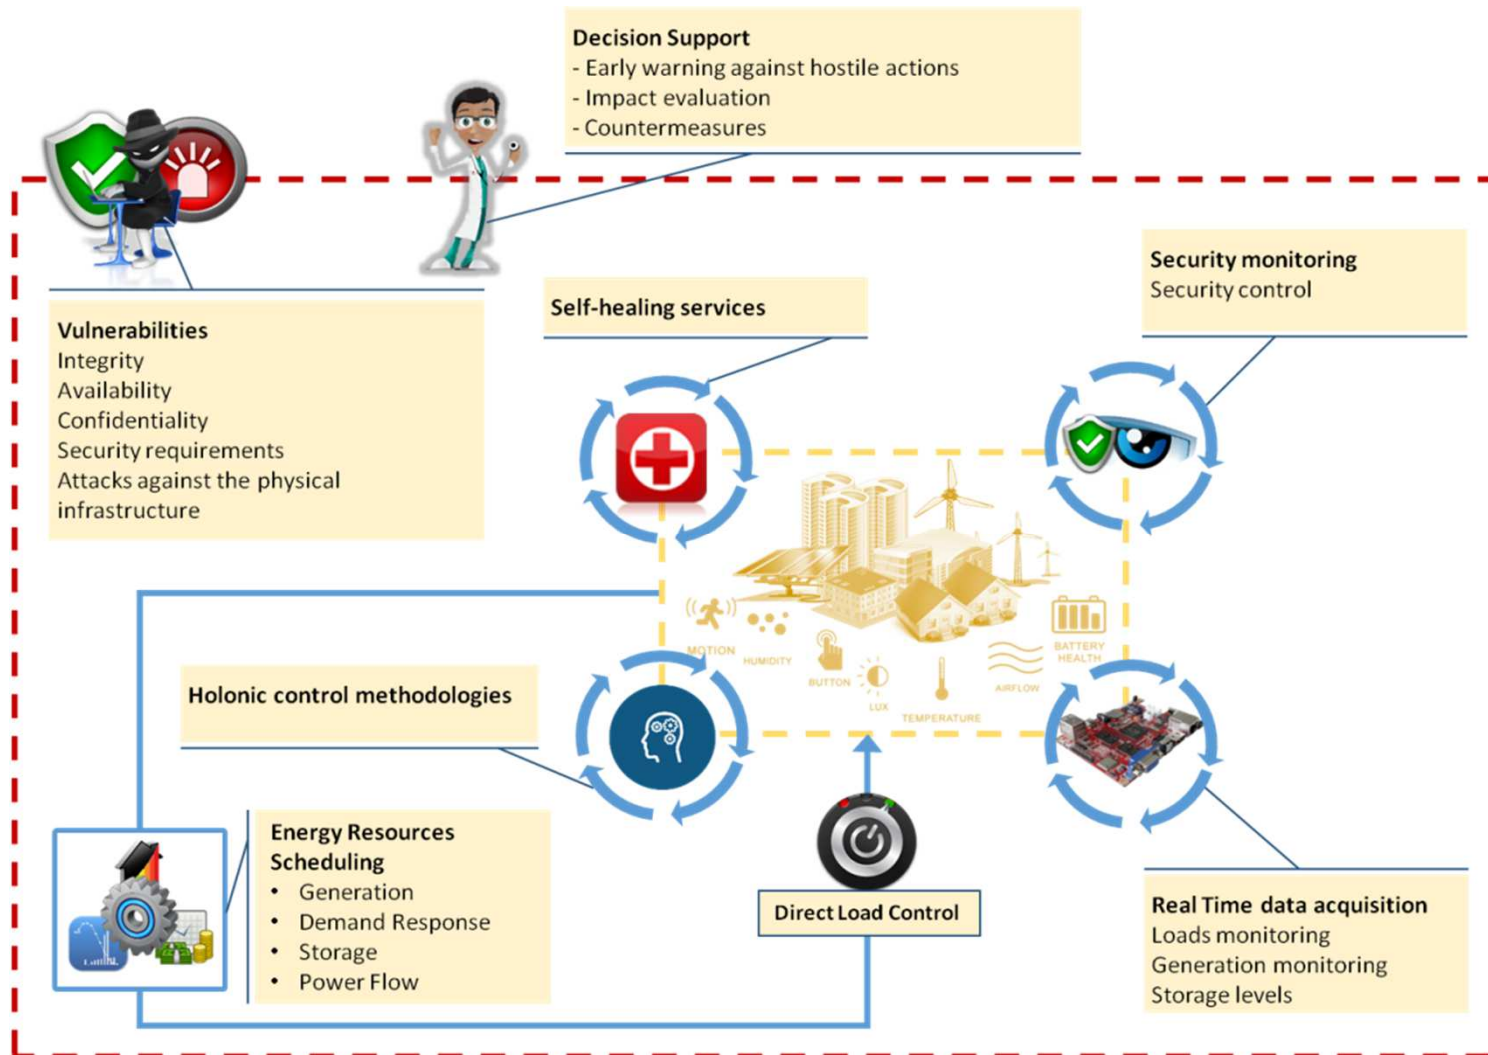 Decision Support
- Early warning against hostile actions
- Impact evaluation
- Countermeasures
Security monitoring
Security control
Self-healing services
Vulnerabilities
Integrity
Availability
Confidentiality
Security requirements
Attacks against the physical
infrastructure
MOTION
HUMIDITY
BUTTON
LUX
TEMPERATURE
AIRFLOW
BATTERY
HEALTH
Holonic control methodologies
Energy Resources
Scheduling
• Generation
• Demand Response
• Storage
• Power Flow
Direct Load Control
Real Time data acquisition
Loads monitoring
Generation monitoring
Storage levels